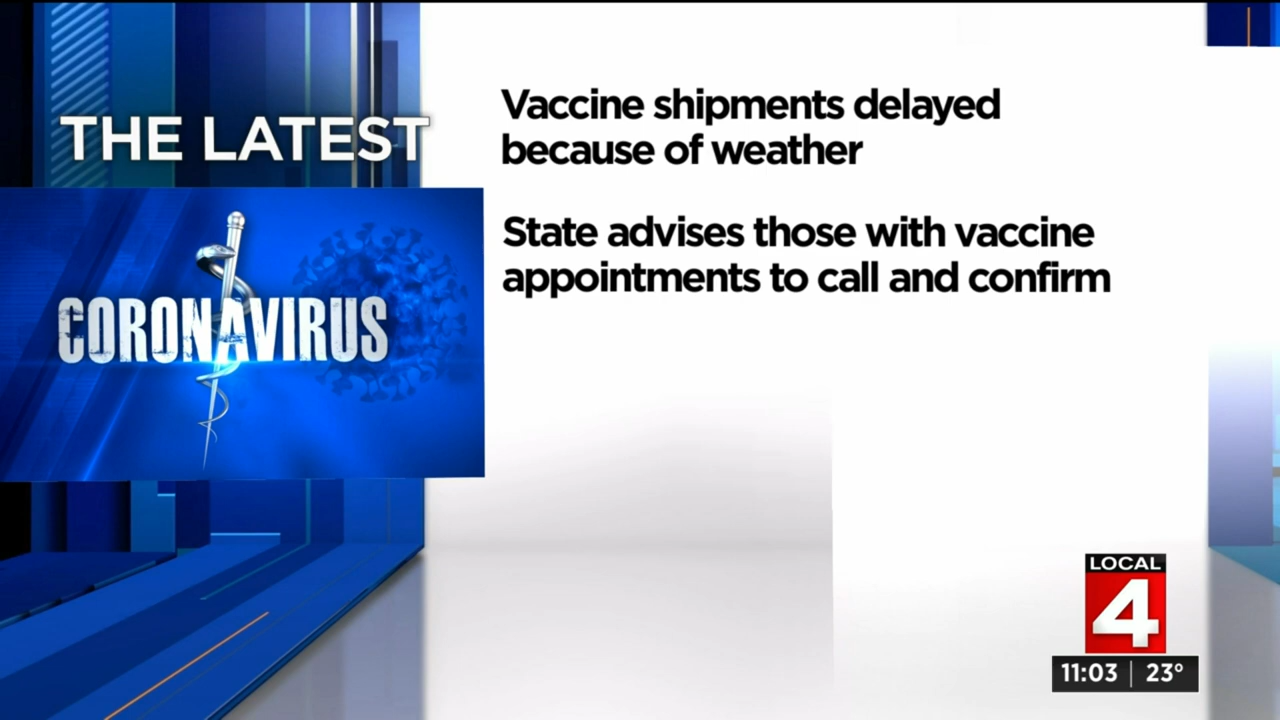 THE LATEST
CORONAVIRUS
Vaccine shipments delayed
because of weather
State advises those with vaccine
appointments to call and confirm
LOCAL
4
11:03 | 23°